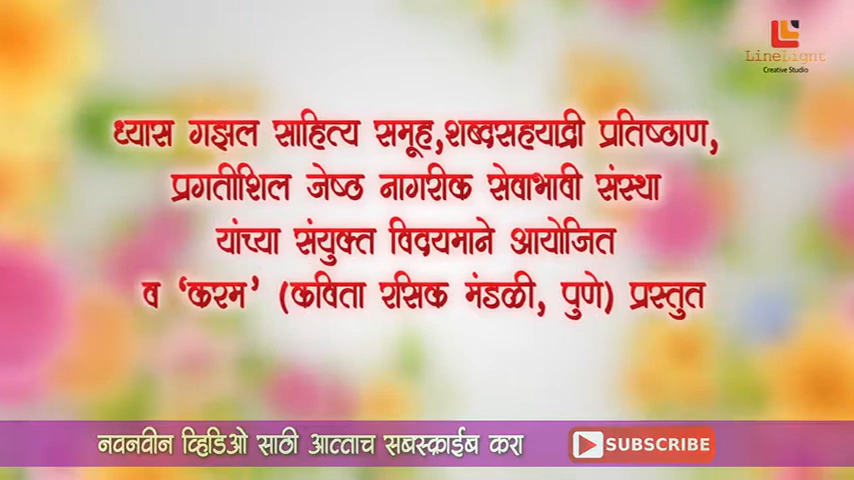 LineLight
Creative Studio
ध्यास गझल साहित्य समूह,शब्दसहयाद्री प्रतिष्ठाण,
प्रगतीशिल जेष्ठ नागरीक सेवाभावी संस्था
यांच्या संयुक्त विदयमाने आयोजित
व ‘करम’ (कविता रसिक मंडळी, पुणे) प्रस्तुत
नवनवीन व्हिडिओ साठी आत्ताच सबस्क्राईब करा
SUBSCRIBE